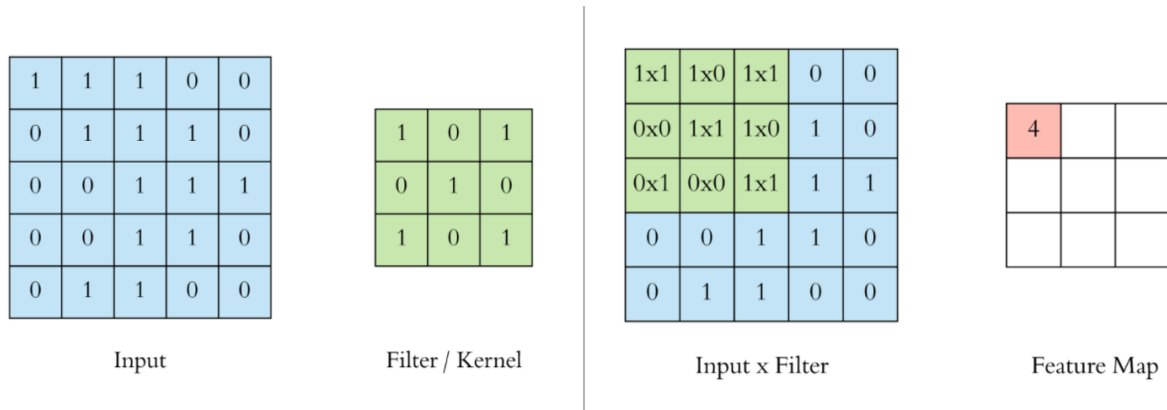 1 1 1 0 0
0 1 1 1 0
0 0 1 1 1
0 0 1 1 0
0 1 1 0 0
Input
1 0 1
0 1 0
1 0 1
Filter / Kernel
1x1 1x0 1x1 0 0
0x0 1x1 1x0 1 0
0x1 0x0 1x1 1 1
0 0 1 1 0
0 1 1 0 0
Input x Filter
4
Feature Map